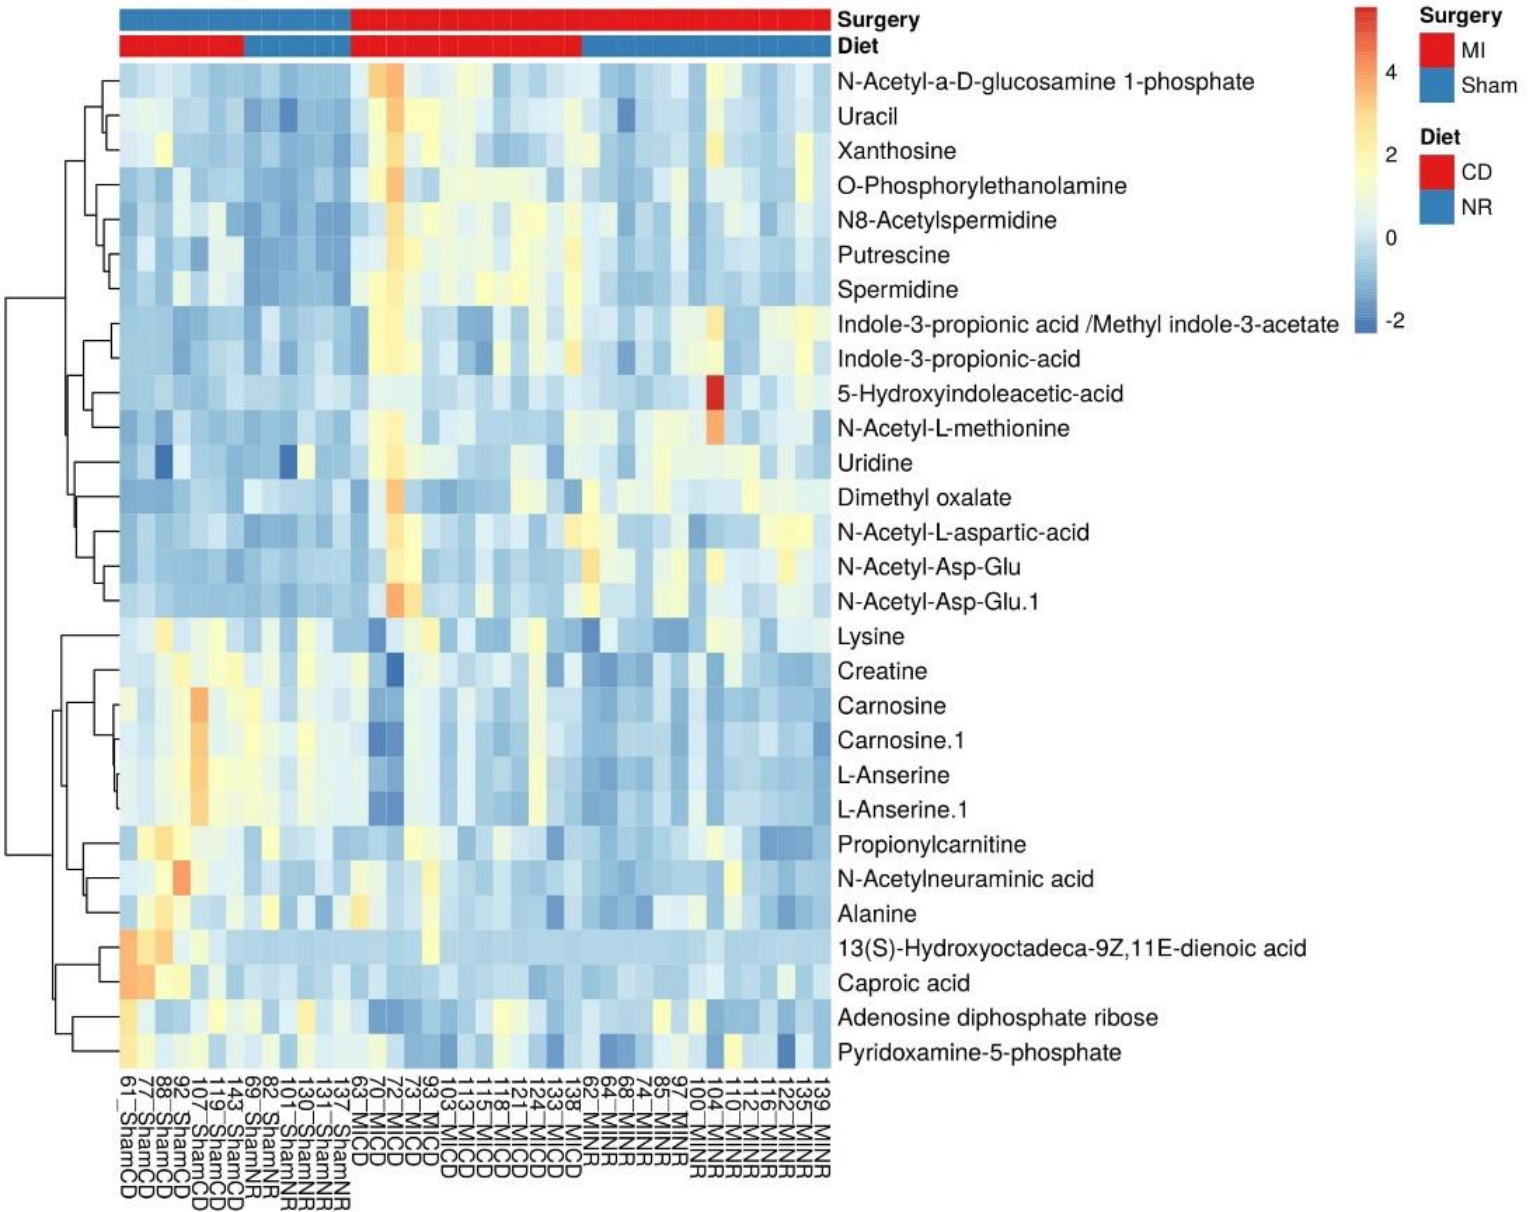 Surgery
Diet
N-Acetyl-a-D-glucosamine 1-phosphate
Uracil
Xanthosine
O-Phosphorylethanolamine
N8-Acetylspermidine
Putrescine
Spermidine
Indole-3-propionic acid /Methyl indole-3-acetate
Indole-3-propionic-acid
5-Hydroxyindoleacetic-acid
N-Acetyl-L-methionine
Uridine
Dimethyl oxalate
N-Acetyl-L-aspartic-acid
N-Acetyl-Asp-Glu
N-Acetyl-Asp-Glu.1
Lysine
Creatine
Carnosine
Carnosine.1
L-Anserine
L-Anserine.1
Propionylcarnitine
N-Acetylneuraminic acid
Alanine
13(S)-Hydroxyoctadeca-9Z,11E-dienoic acid
Caproic acid
Adenosine diphosphate ribose
Pyridoxamine-5-phosphate
61_ShamCD
77_ShamCD
88_ShamCD
92_ShamCD
107_ShamCD
119_ShamCD
143_ShamCD
69_ShamNR
82_ShamNR
101_ShamNR
130_ShamNR
131_ShamNR
137_ShamNR
63_MICD
70_MICD
72_MICD
73_MICD
93_MICD
103_MICD
113_MICD
115_MICD
118_MICD
121_MICD
124_MICD
133_MICD
138_MICD
62_MINR
64_MINR
68_MINR
74_MINR
85_MINR
97_MINR
100_MINR
104_MINR
110_MINR
112_MINR
116_MINR
122_MINR
135_MINR
139_MINR
4
2
0
-2
Surgery
MI
Sham
Diet
CD
NR